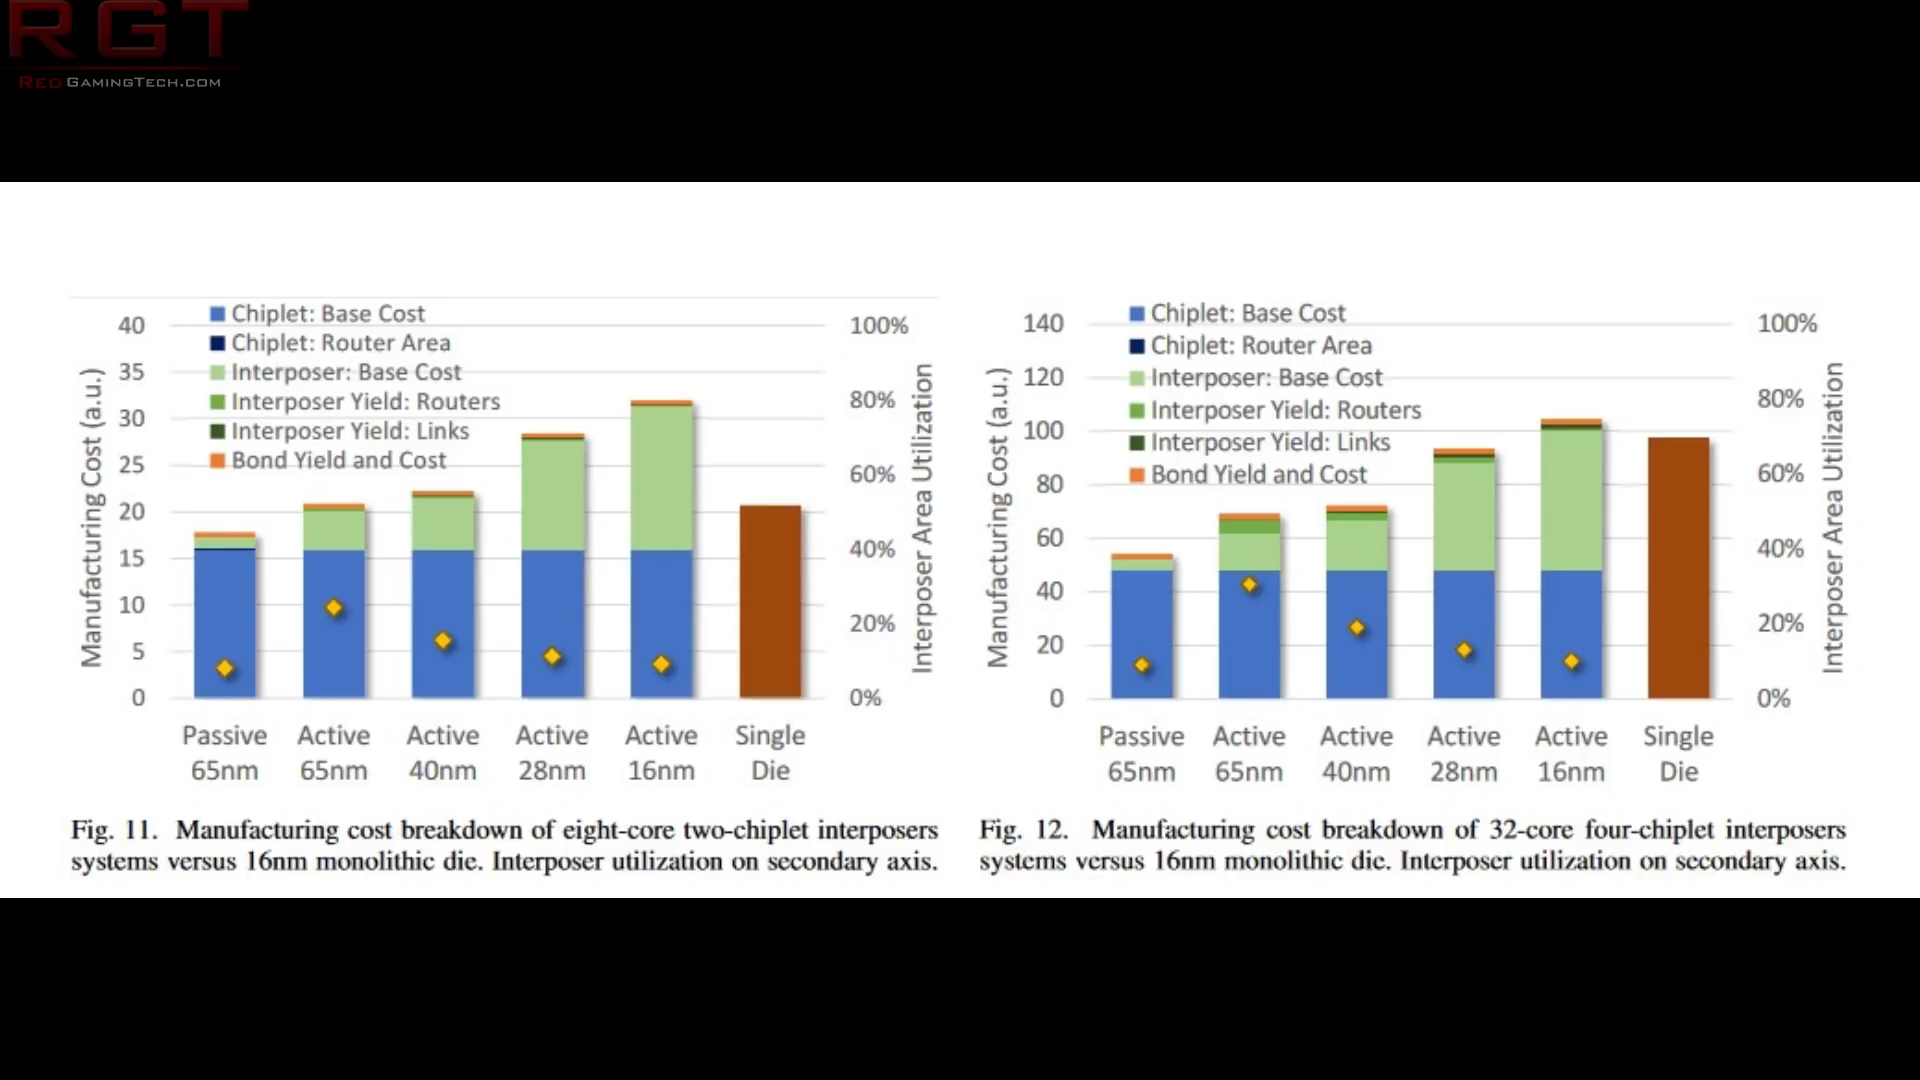 RGT
RedGamingTech.com
Manufacturing Cost (a.u.)
40
35
30
25
20
15
10
5
0
Chiplet: Base Cost
Chiplet: Router Area
Interposer: Base Cost
Interposer Yield: Routers
Interposer Yield: Links
Bond Yield and Cost
100%
80%
60%
40%
20%
0%
Interposer Area Utilization
Passive Active Active Active Active Single
65nm 65nm 40nm 28nm 16nm Die
Fig. 11. Manufacturing cost breakdown of eight-core two-chiplet interposers
systems versus 16nm monolithic die. Interposer utilization on secondary axis.
Manufacturing Cost (a.u.)
140
120
100
80
60
40
20
0
Chiplet: Base Cost
Chiplet: Router Area
Interposer: Base Cost
Interposer Yield: Routers
Interposer Yield: Links
Bond Yield and Cost
100%
80%
60%
40%
20%
0%
Interposer Area Utilization
Passive Active Active Active Active Single
65nm 65nm 40nm 28nm 16nm Die
Fig. 12. Manufacturing cost breakdown of 32-core four-chiplet interposers
systems versus 16nm monolithic die. Interposer utilization on secondary axis.